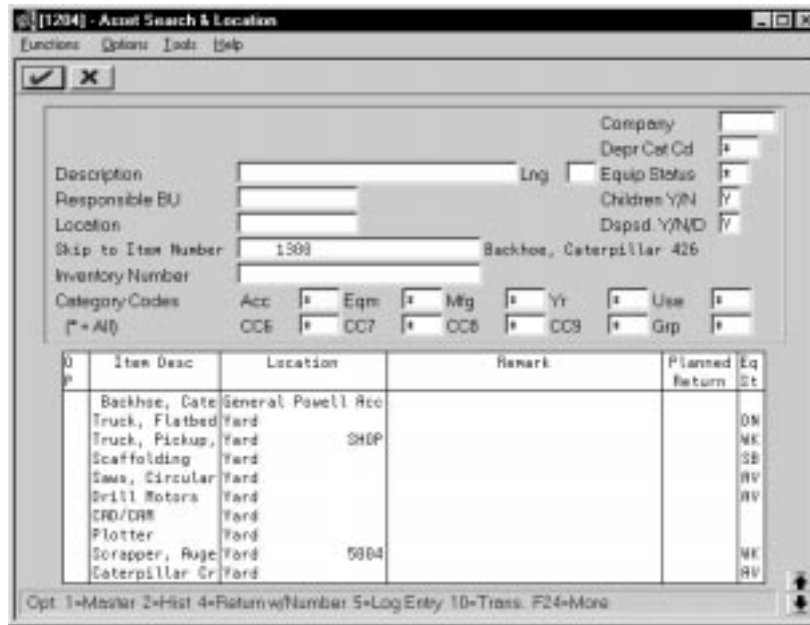 [1204] - Asset Search & Location
Functions Options Tools Help
Company
Depr Cat Cd *
Description Lng Equip Status *
Responsible BU Children Y/N Y
Location Dspsd. Y/N/D Y
Skip to Item Number 1308 Backhoe, Caterpillar 426
Inventory Number
Category Codes Acc * Eqm * Mfg * Yr * Use *
(* = All) CC6 * CC7 * CC8 * CC9 * Grp *
O P Item Desc Location Remark Planned Return Eq St
Backhoe, Cate General Powell Acc
Truck, Flatbed Yard
Truck, Pickup, Yard SHOP WK
Scaffolding Yard SB
Saws, Circular Yard AV
Drill Motors Yard AV
CAD/CAM Yard
Plotter Yard
Scrapper, Auge Yard 5004 WK
Caterpillar Cr Yard AV
Opt: 1=Master 2=Hist 4=Return w/Number 5=Log Entry 10=Trans. F24=More